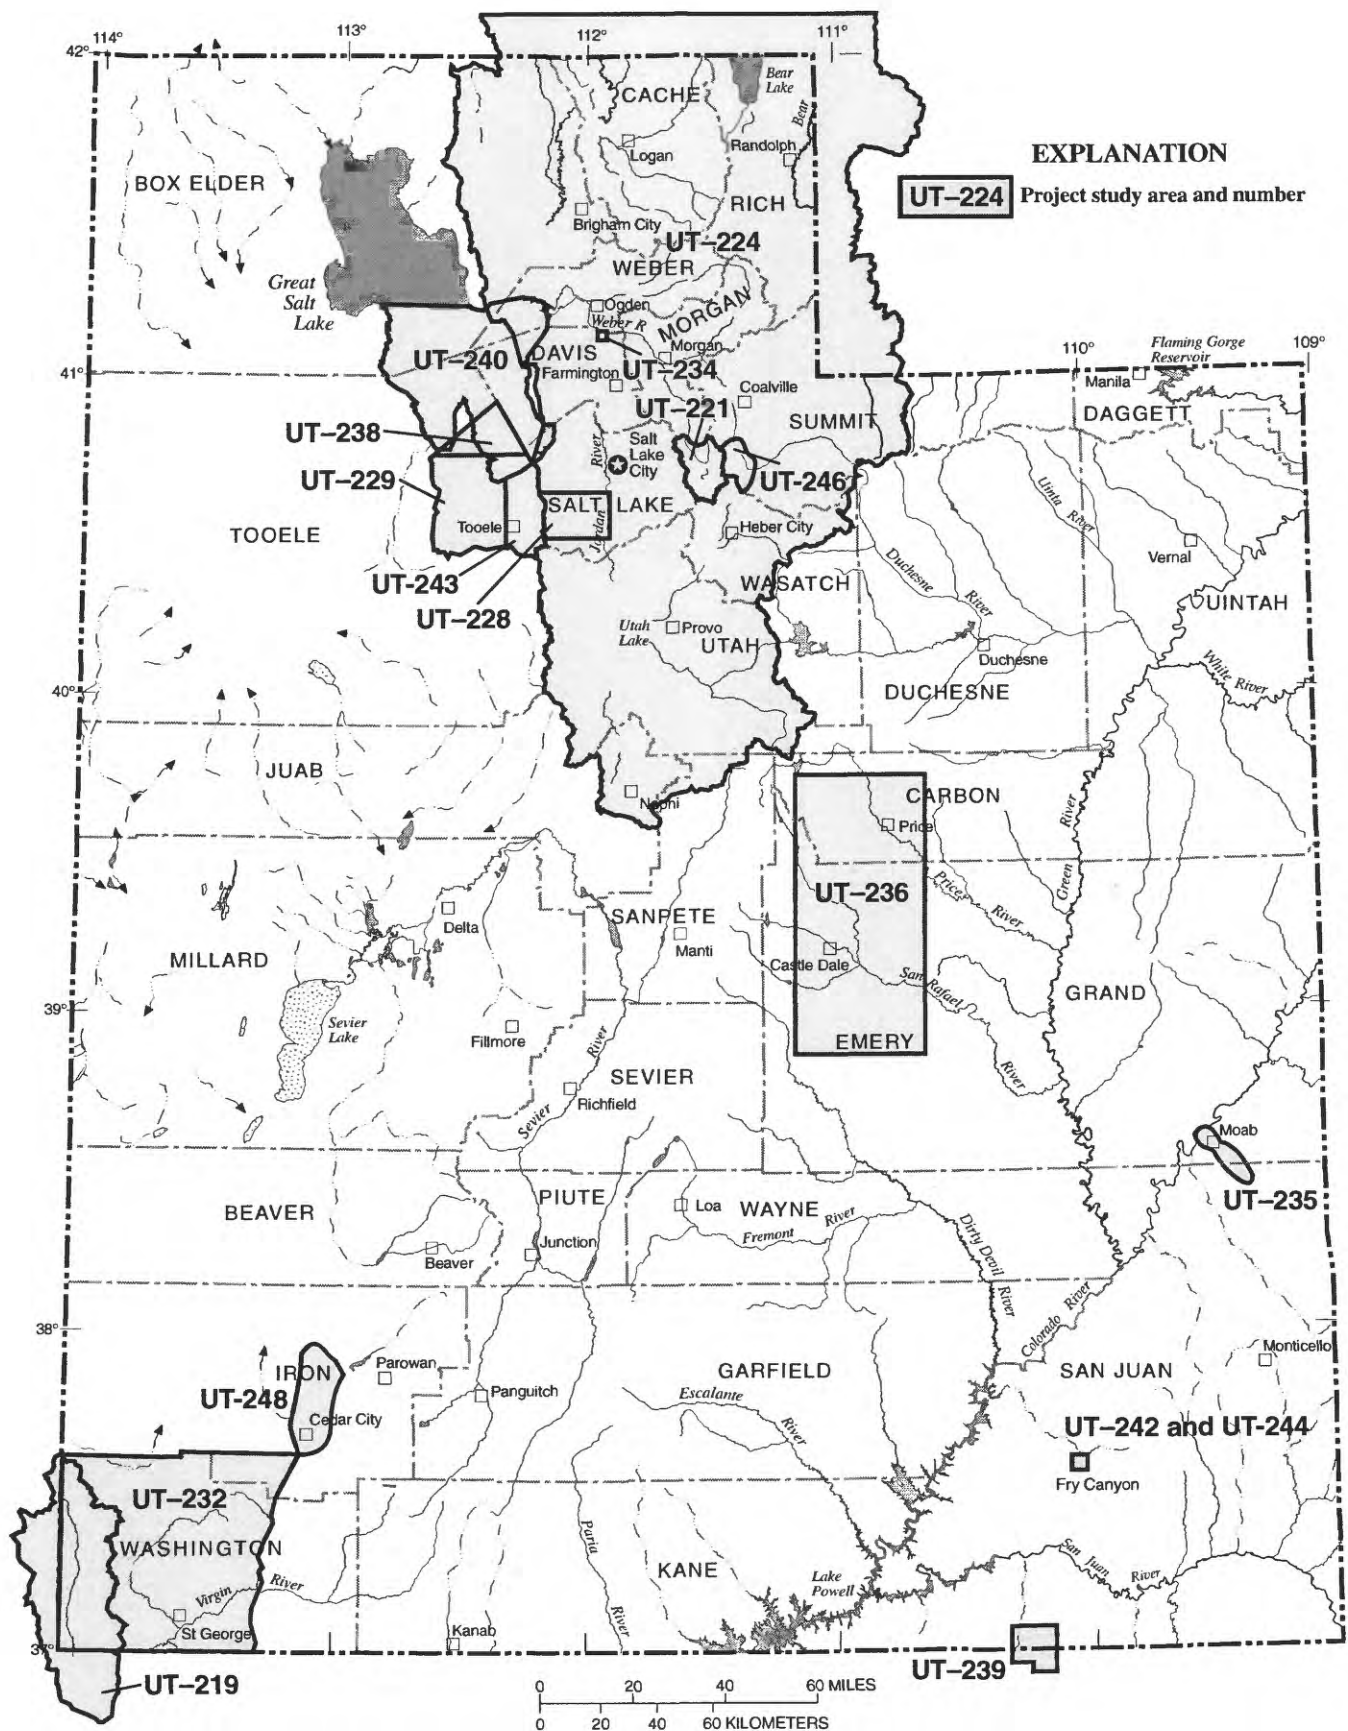 114°
113°
112°
111°
42°
Bear
Lake
CACHE
Bear
Logan
Randolph
EXPLANATION
BOX ELDER
UT–224
Project study area and number
RICH
Brigham City
UT–224
WEBER
Great
Salt
Lake
Ogden
Weber R
MORGAN
Morgan
UT–240
DAVIS
UT–234
Farmington
41°
Flaming Gorge
Reservoir
110°
109°
Manila
DAGGETT
Coalville
UT–221
SUMMIT
UT–238
River
Salt
Lake
City
UT–229
UT-246
SALT LAKE
TOOELE
Tooele
Jordan
Heber City
Uinta River
Vernal
UT-243
WASATCH
Duchesne
River
UINTAH
UT–228
Utah
Lake
Provo
UTAH
Duchesne
White River
40°
DUCHESNE
JUAB
Nephi
CARBON
Price
River
Green
UT–236
Price
River
SANPETE
Delta
Manti
MILLARD
Castle Dale
San Rafael
River
GRAND
39°
Sevier
Lake
Fillmore
EMERY
River
Sevier
SEVIER
Richfield
Moab
UT–235
BEAVER
PIUTE
Loa
WAYNE
Fremont
River
Dirty Devil
River
Beaver
Junction
38°
Colorado River
Monticello
IRON
Parowan
GARFIELD
SAN JUAN
UT-248
Panguitch
Escalante
River
Cedar City
UT–242 and UT-244
Fry Canyon
UT–232
WASHINGTON
Paria
River
KANE
San Juan
River
Virgin River
Lake
Powell
St George
37°
Kanab
UT–219
UT–239
0 20 40 60 MILES
0 20 40 60 KILOMETERS